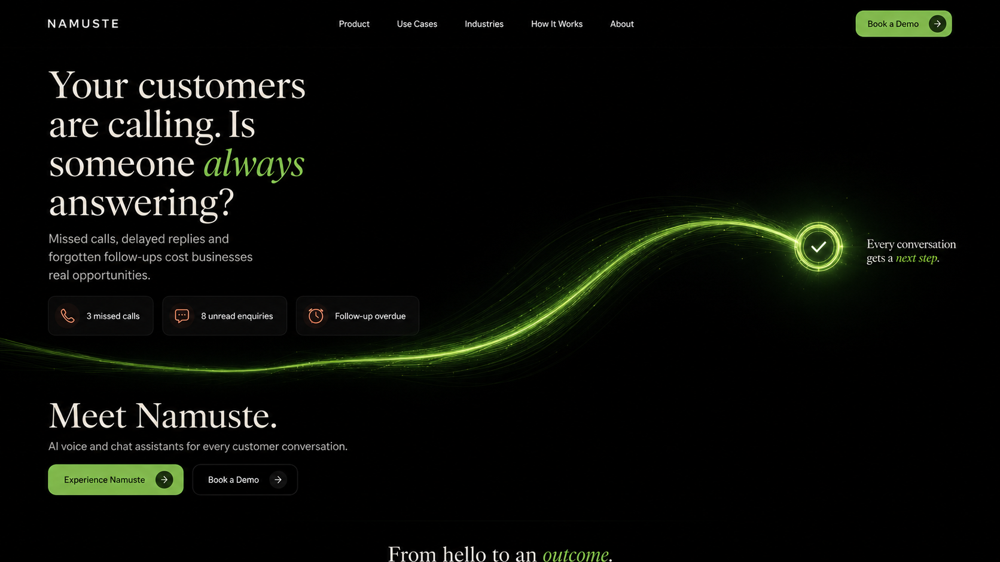 NAMUSTE
Product
Use Cases
Industries
How It Works
About
Book a Demo
Your customers
are calling. Is
someone always
answering?
Missed calls, delayed replies and
forgotten follow-ups cost businesses
real opportunities.
3 missed calls
8 unread enquiries
Follow-up overdue
Every conversation
gets a next step.
Meet Namuste.
AI voice and chat assistants for every customer conversation.
Experience Namuste
Book a Demo
From hello to an outcome.